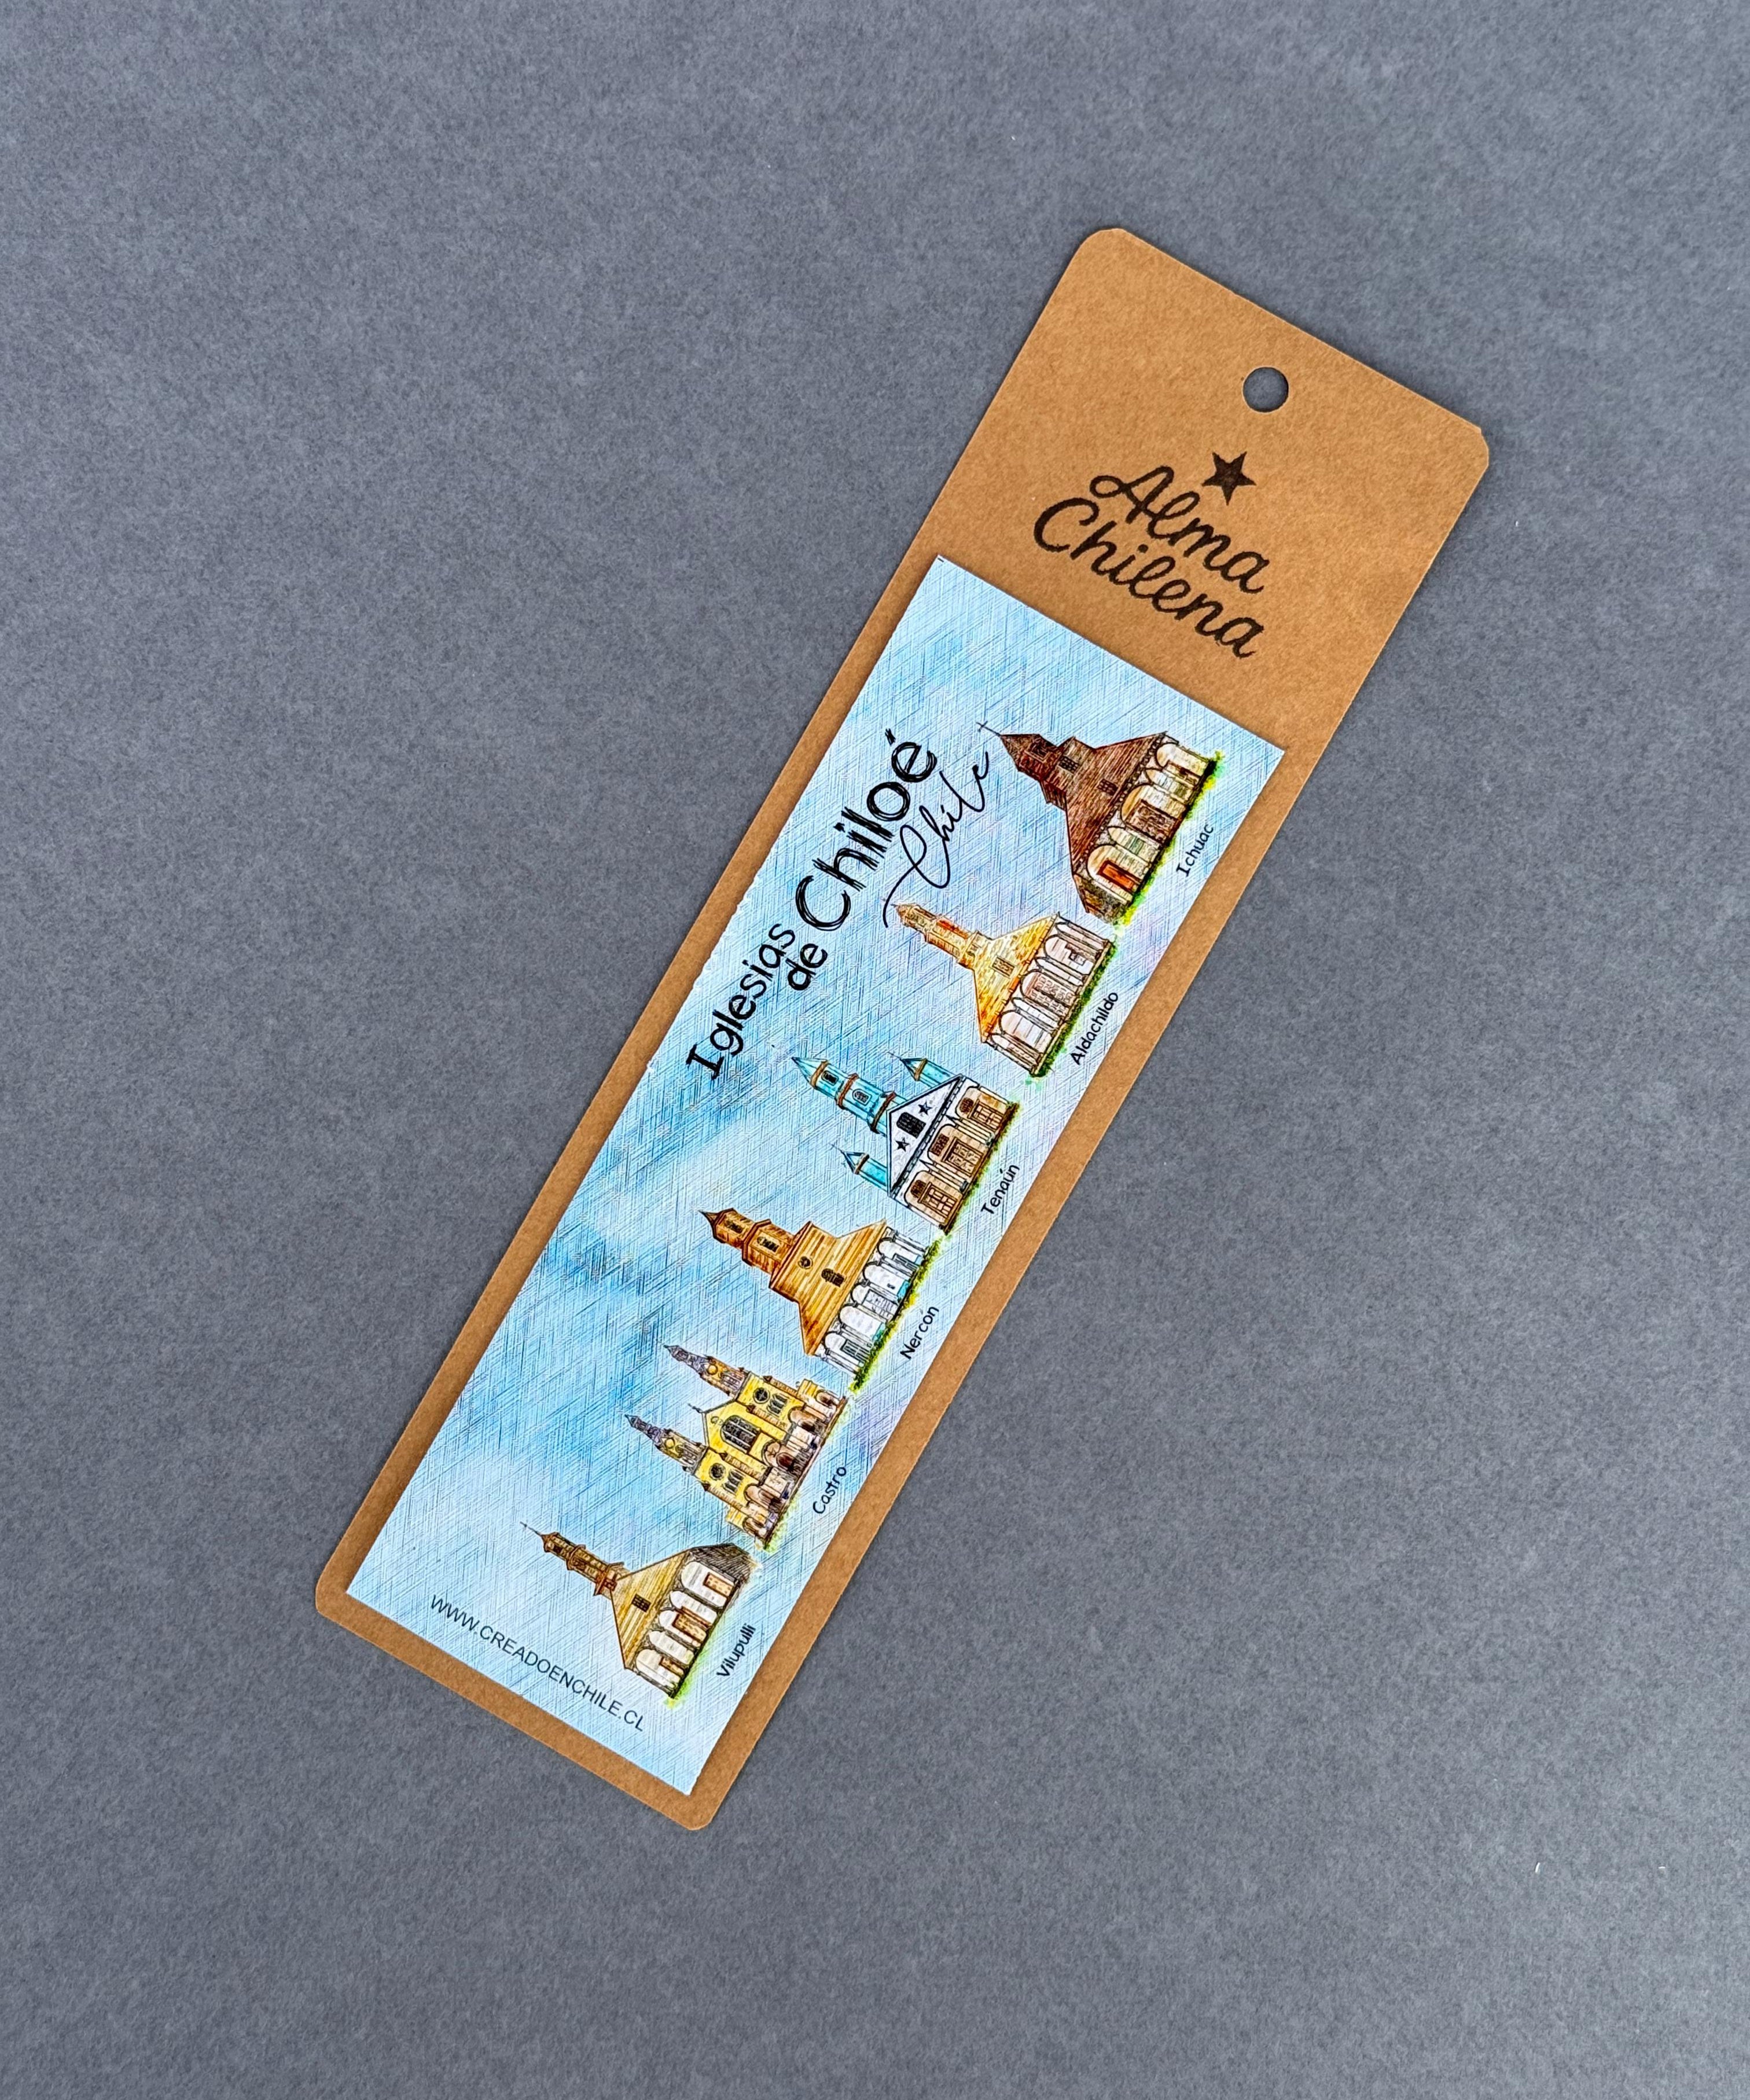 Alma
Chilena
Iglesias
de Chiloé
Chile
Vilupulli
Castro
Nercón
Tenaún
Aldachildo
Ichuac
WWW.CREADOENCHILE.CL